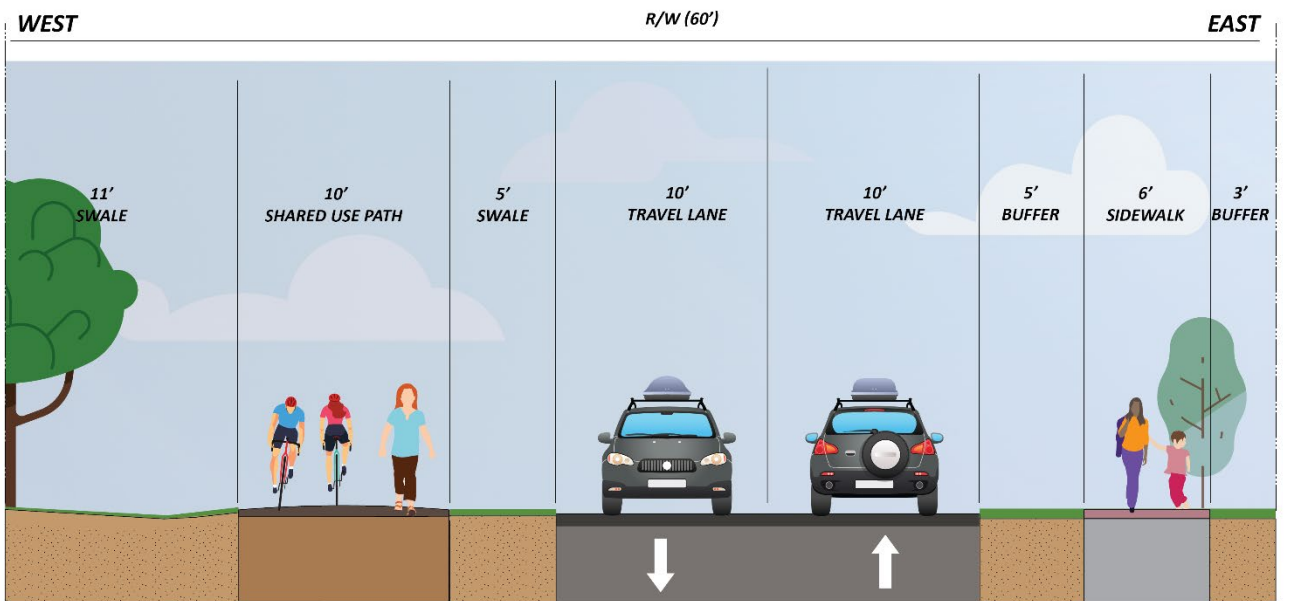 WEST
R/W (60’)
EAST
11’
SWALE
10’
SHARED USE PATH
5’
SWALE
10’
TRAVEL LANE
10’
TRAVEL LANE
5’
BUFFER
6’
SIDEWALK
3’
BUFFER